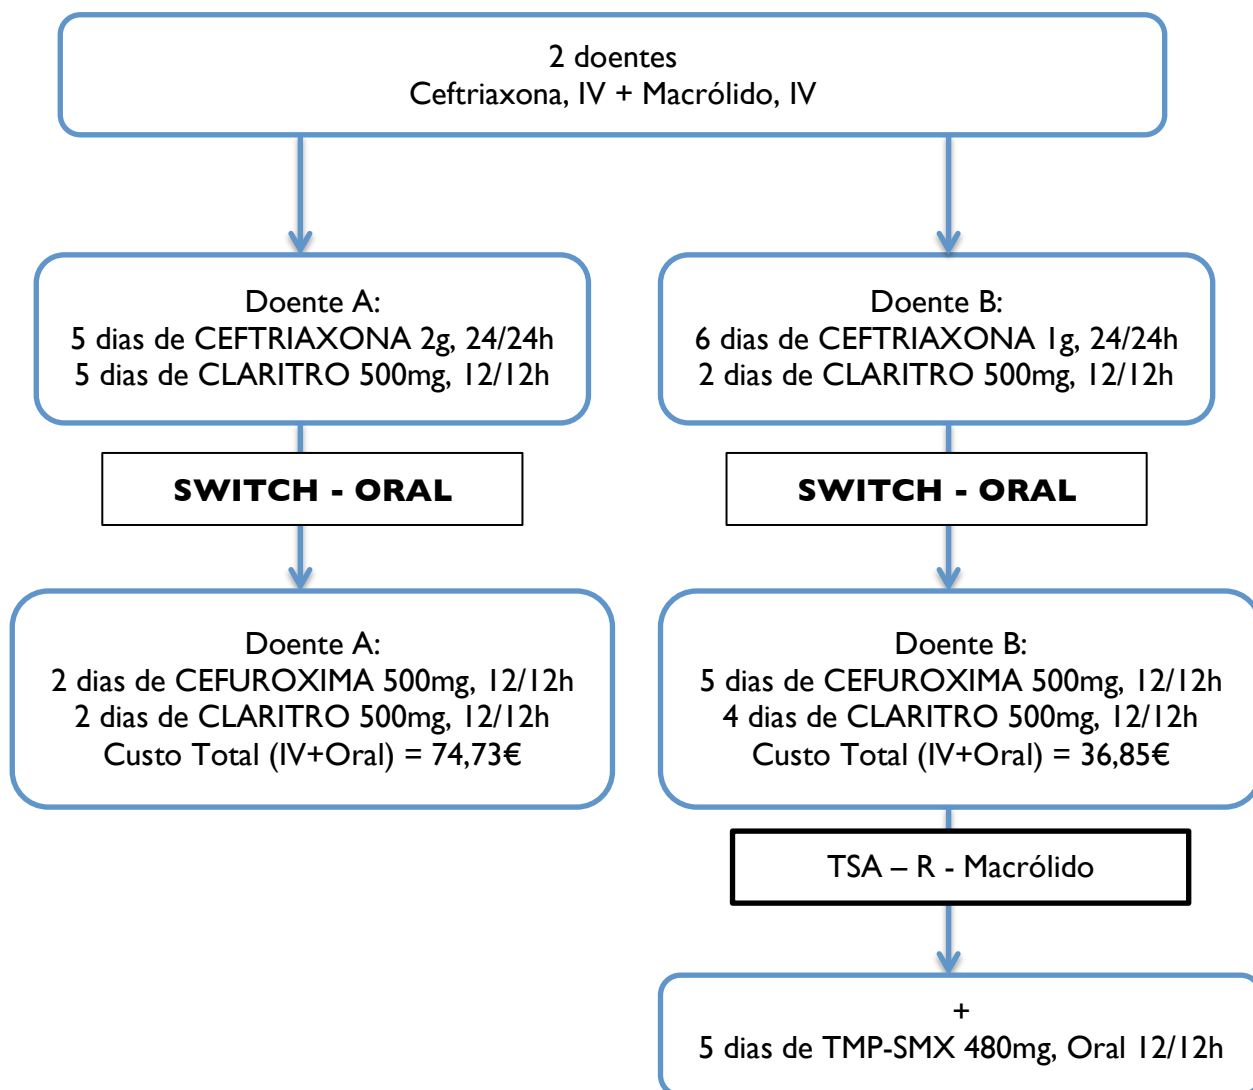 2 doentes
Ceftriaxona, IV + Macrólido, IV
Doente A:
5 dias de CEFTRIAXONA 2g, 24/24h
5 dias de CLARITRO 500mg, 12/12h
Doente B:
6 dias de CEFTRIAXONA 1g, 24/24h
2 dias de CLARITRO 500mg, 12/12h
SWITCH - ORAL
SWITCH - ORAL
Doente A:
2 dias de CEFUROXIMA 500mg, 12/12h
2 dias de CLARITRO 500mg, 12/12h
Custo Total (IV+Oral) = 74,73€
Doente B:
5 dias de CEFUROXIMA 500mg, 12/12h
4 dias de CLARITRO 500mg, 12/12h
Custo Total (IV+Oral) = 36,85€
TSA – R - Macrólido
+
5 dias de TMP-SMX 480mg, Oral 12/12h